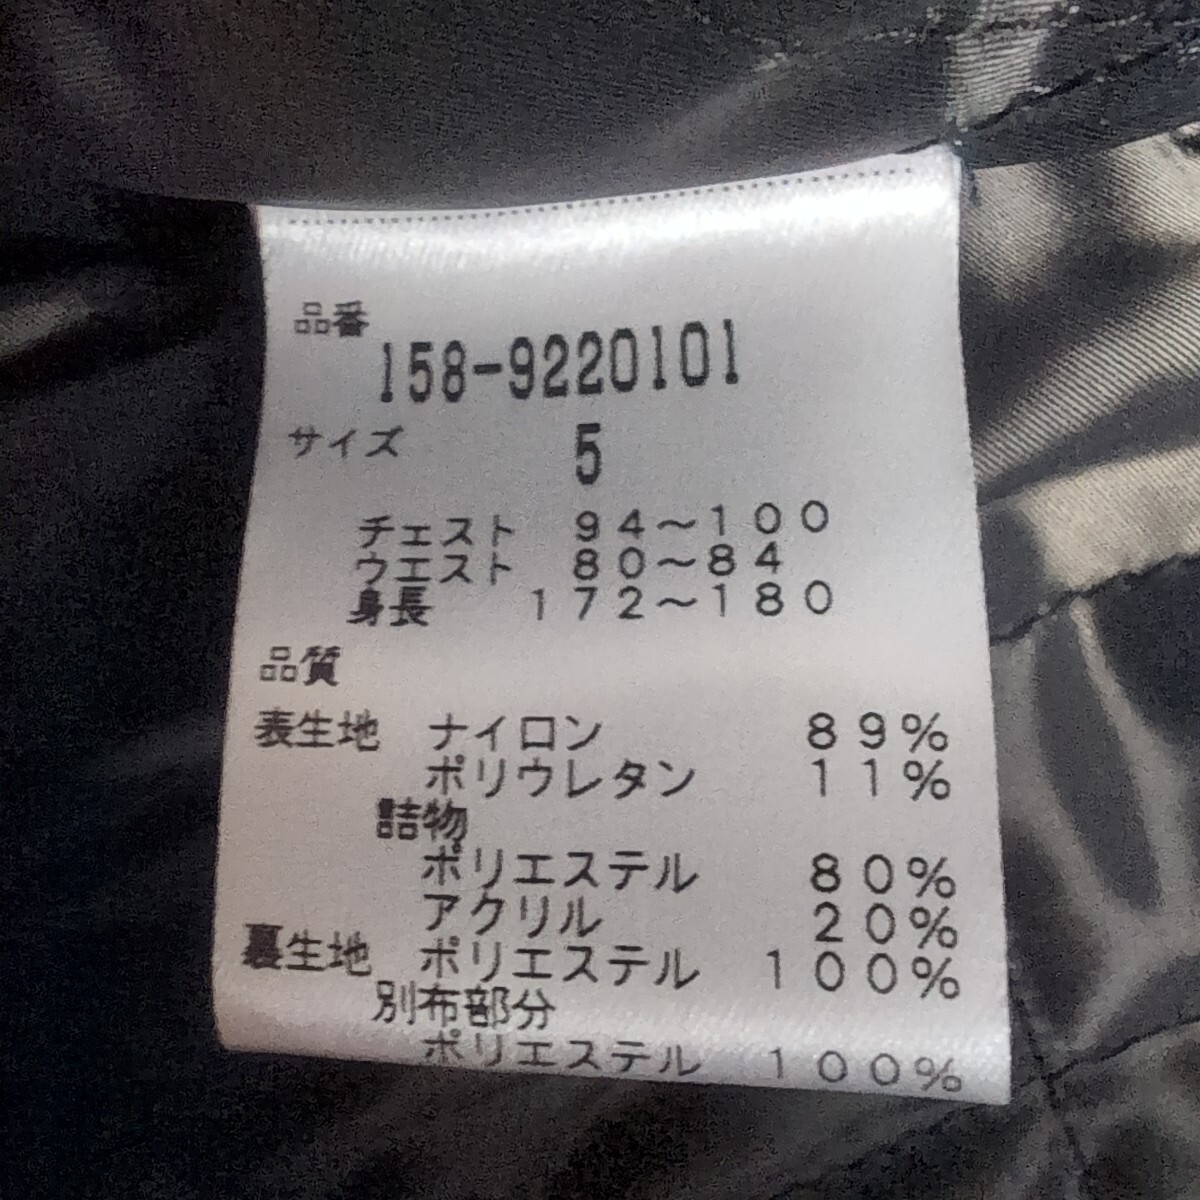 品番
158-9220101
サイズ 5
チェスト 94〜100
ウエスト 80〜84
身長 172〜180
品質
表生地 ナイロン 89%
ポリウレタン 11%
詰物
ポリエステル 80%
アクリル 20%
裏生地 ポリエステル 100%
別布部分
ポリエステル 100%